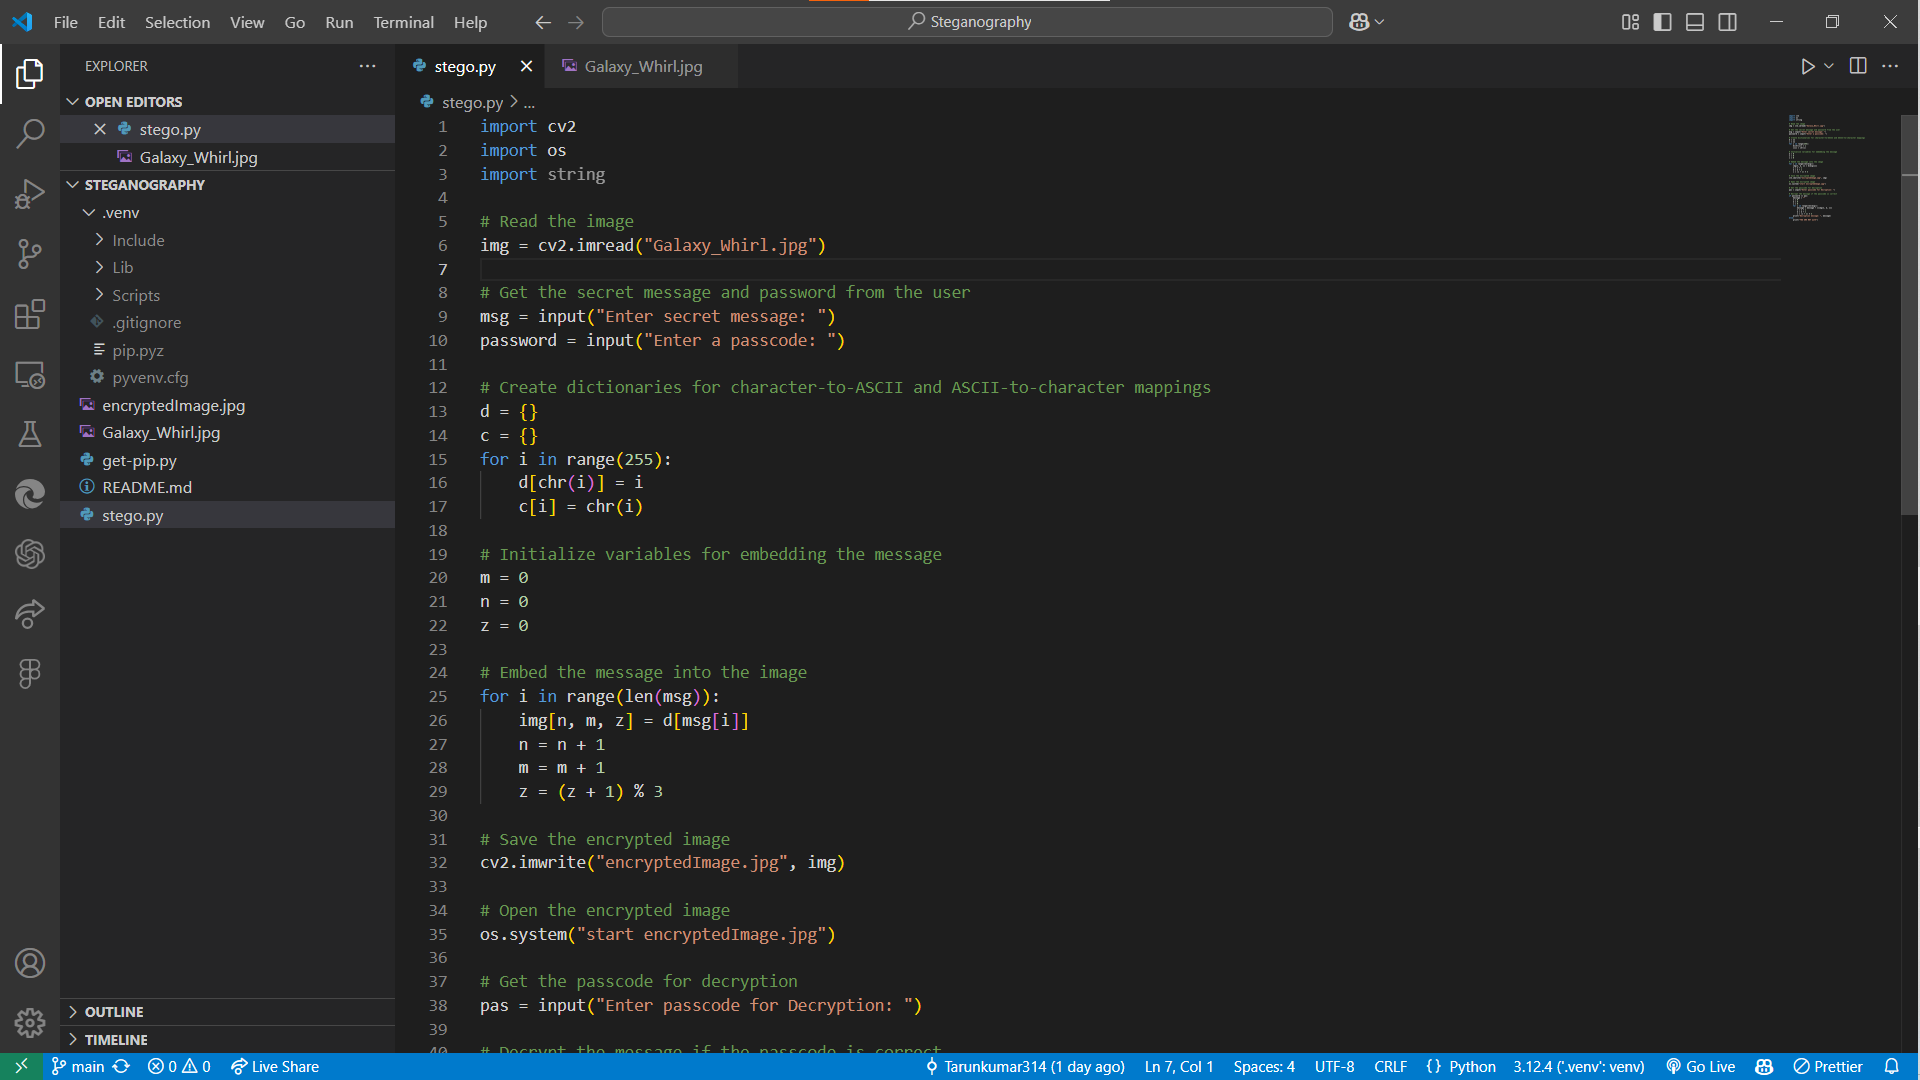 File Edit Selection View Go Run Terminal Help
Steganography
EXPLORER
OPEN EDITORS
stego.py
Galaxy_Whirl.jpg
STEGANOGRAPHY
.venv
Include
Lib
Scripts
.gitignore
pip.pyz
pyvenv.cfg
encryptedImage.jpg
Galaxy_Whirl.jpg
get-pip.py
README.md
stego.py
OUTLINE
TIMELINE
stego.py Galaxy_Whirl.jpg
stego.py > ...
1 import cv2
2 import os
3 import string
4
5 # Read the image
6 img = cv2.imread("Galaxy_Whirl.jpg")
7
8 # Get the secret message and password from the user
9 msg = input("Enter secret message: ")
10 password = input("Enter a passcode: ")
11
12 # Create dictionaries for character-to-ASCII and ASCII-to-character mappings
13 d = {}
14 c = {}
15 for i in range(255):
16     d[chr(i)] = i
17     c[i] = chr(i)
18
19 # Initialize variables for embedding the message
20 m = 0
21 n = 0
22 z = 0
23
24 # Embed the message into the image
25 for i in range(len(msg)):
26     img[n, m, z] = d[msg[i]]
27     n = n + 1
28     m = m + 1
29     z = (z + 1) % 3
30
31 # Save the encrypted image
32 cv2.imwrite("encryptedImage.jpg", img)
33
34 # Open the encrypted image
35 os.system("start encryptedImage.jpg")
36
37 # Get the passcode for decryption
38 pas = input("Enter passcode for Decryption: ")
39
40 # Decrypt the message if the passcode is correct
main 0 0 Live Share Tarunkumar314 (1 day ago) Ln 7, Col 1 Spaces: 4 UTF-8 CRLF {} Python 3.12.4 ('.venv': venv) Go Live Prettier